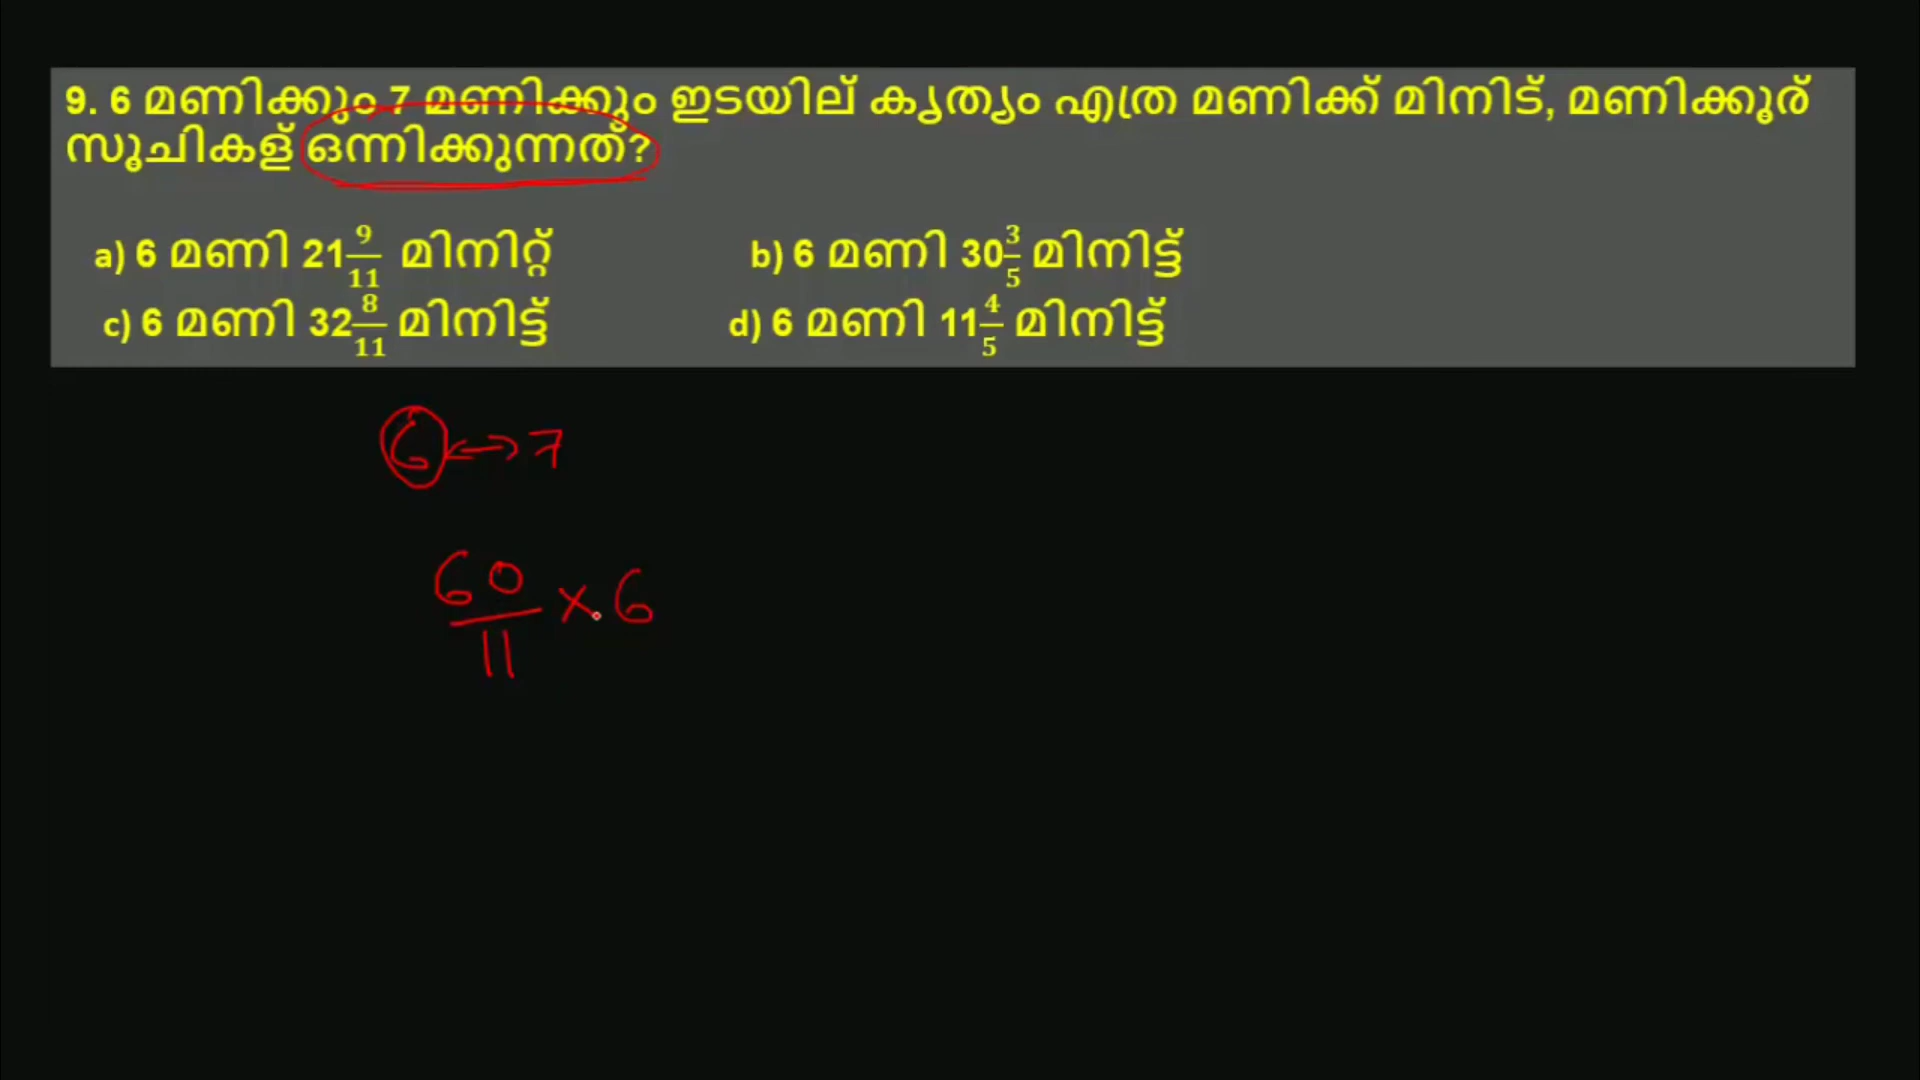 9. 6 മണിക്കും 7 മണിക്കും ഇടയില് കൃത്യം എത്ര മണിക്ക് മിനിട്, മണിക്കൂര്
സൂചികള് ഒന്നിക്കുന്നത്?
a) 6 മണി 21 9/11 മിനിറ്റ് b) 6 മണി 30 3/5 മിനിട്ട്
c) 6 മണി 32 8/11 മിനിട്ട് d) 6 മണി 11 4/5 മിനിട്ട്
6 ↔ 7
60/11 × 6